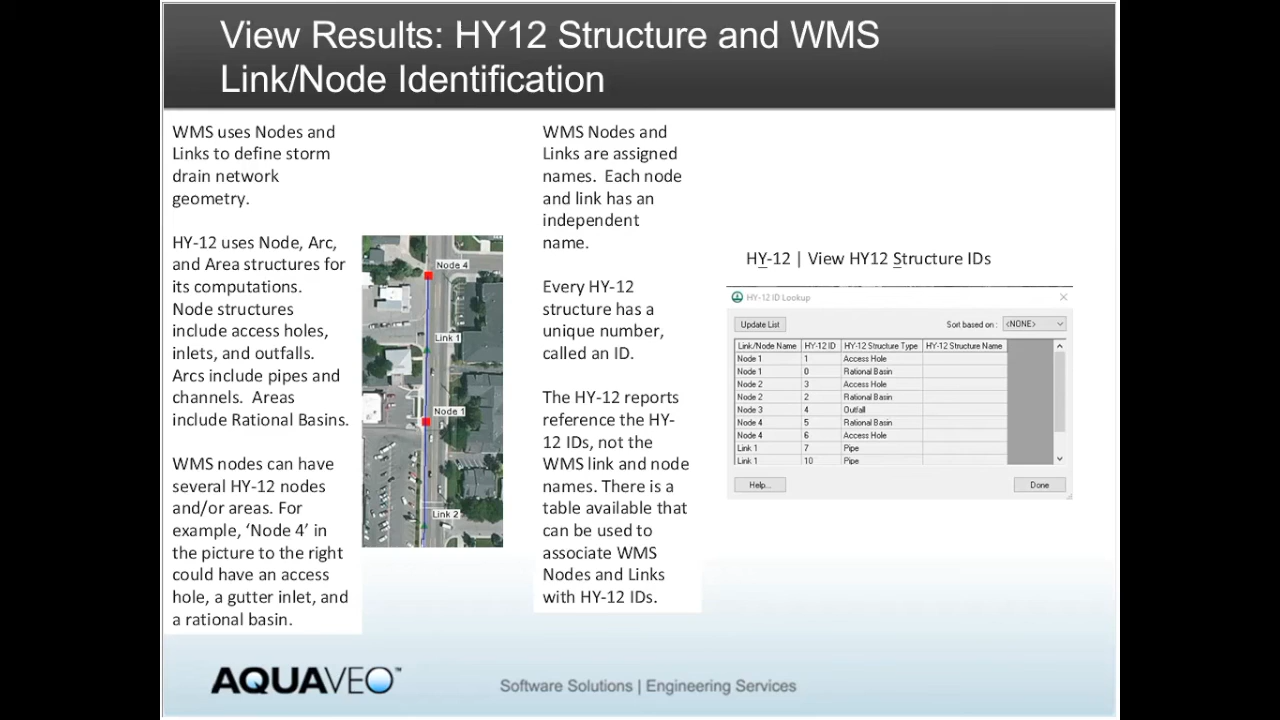 View Results: HY12 Structure and WMS
Link/Node Identification
WMS uses Nodes and
Links to define storm
drain network
geometry.
HY-12 uses Node, Arc,
and Area structures for
its computations.
Node structures
include access holes,
inlets, and outfalls.
Arcs include pipes and
channels. Areas
include Rational Basins.
WMS nodes can have
several HY-12 nodes
and/or areas. For
example, ‘Node 4’ in
the picture to the right
could have an access
hole, a gutter inlet, and
a rational basin.
Node 4
Link 1
Node 1
Link 2
WMS Nodes and
Links are assigned
names. Each node
and link has an
independent
name.
Every HY-12
structure has a
unique number,
called an ID.
The HY-12 reports
reference the HY-
12 IDs, not the
WMS link and node
names. There is a
table available that
can be used to
associate WMS
Nodes and Links
with HY-12 IDs.
HY-12 | View HY12 Structure IDs
HY-12 ID Lookup
Update List Sort based on : <NONE>
Link/Node Name HY-12 ID HY-12 Structure Type HY-12 Structure Name
Node 1 1 Access Hole
Node 1 0 Rational Basin
Node 2 3 Access Hole
Node 2 2 Rational Basin
Node 3 4 Outfall
Node 4 5 Rational Basin
Node 4 6 Access Hole
Link 1 7 Pipe
Link 1 10 Pipe
Help... Done
AQUAVEO™
Software Solutions | Engineering Services